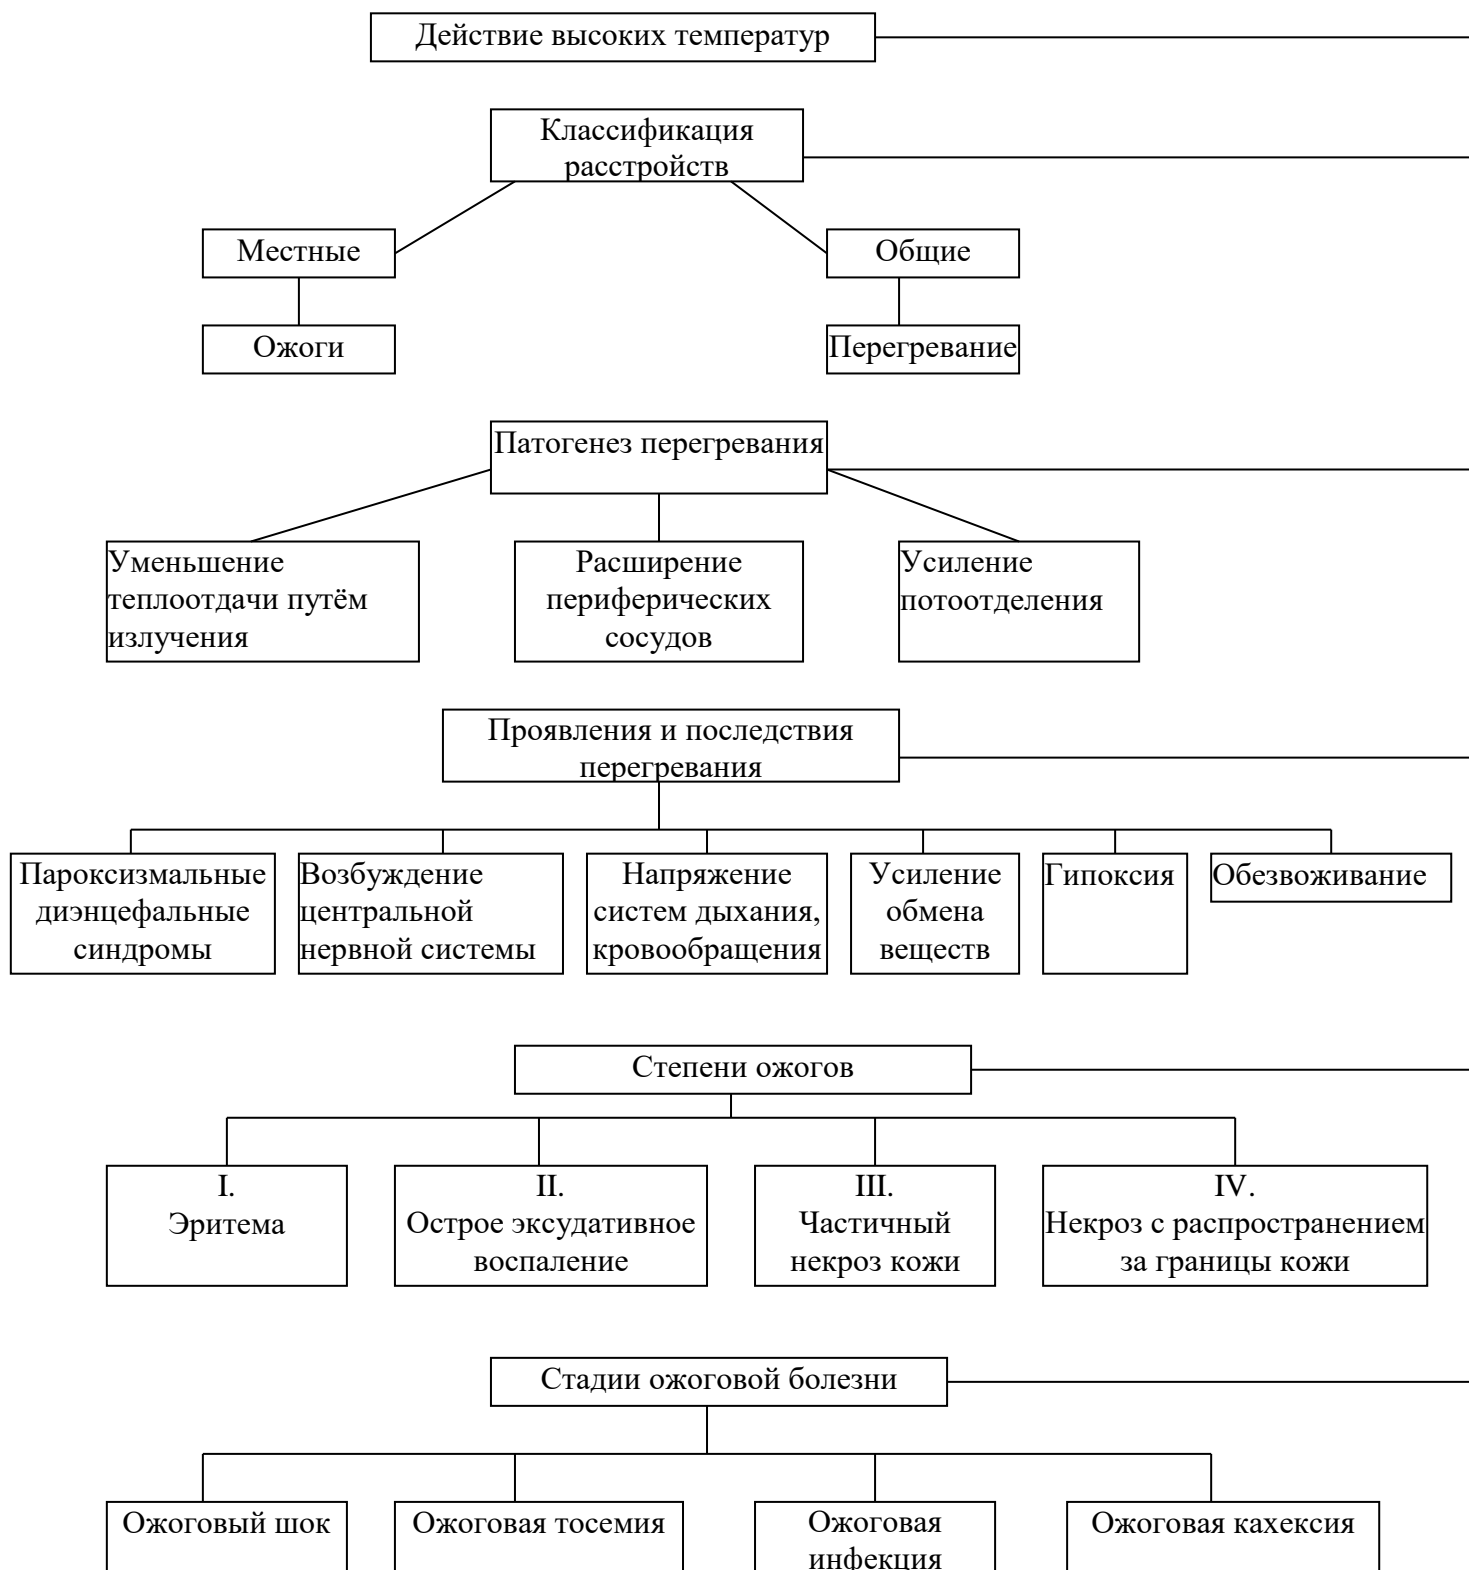 Действие высоких температур
Классификация
расстройств
Местные
Общие
Ожоги
Перегревание
Патогенез перегревания
Уменьшение
теплоотдачи путём
излучения
Расширение
периферических
сосудов
Усиление
потоотделения
Проявления и последствия
перегревания
Пароксизмальные
диэнцефальные
синдромы
Возбуждение
центральной
нервной системы
Напряжение
систем дыхания,
кровообращения
Усиление
обмена
веществ
Гипоксия
Обезвоживание
Степени ожогов
I.
Эритема
II.
Острое эксудативное
воспаление
III.
Частичный
некроз кожи
IV.
Некроз с распространением
за границы кожи
Стадии ожоговой болезни
Ожоговый шок
Ожоговая тосемия
Ожоговая
инфекция
Ожоговая кахексия